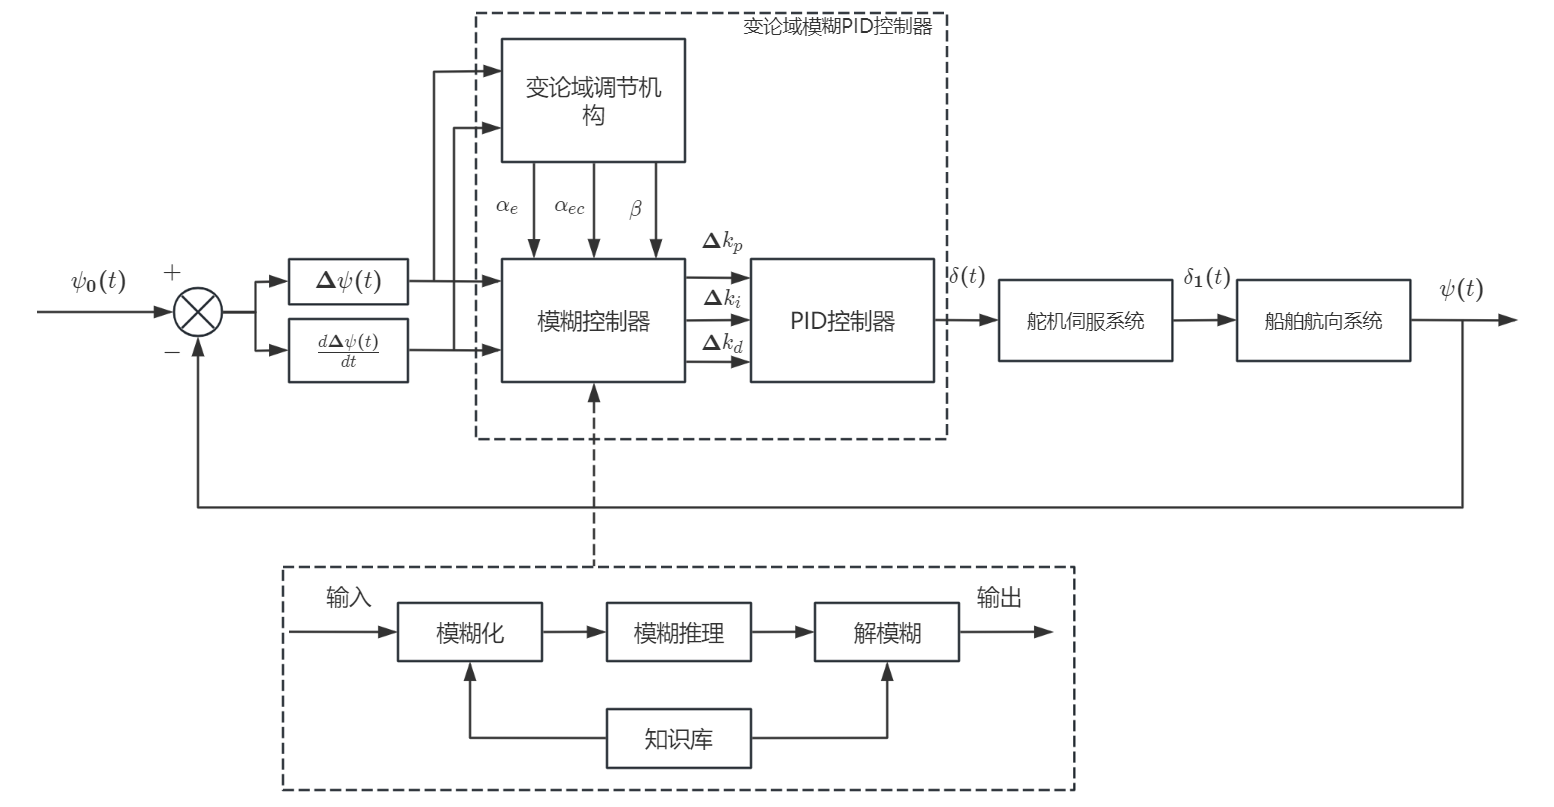 变论域模糊PID控制器
变论域调节机
构
αe
αec
β
ψ0(t)
+
−
Δψ(t)
dΔψ(t)
dt
模糊控制器
Δkp
Δki
Δkd
PID控制器
δ(t)
舵机伺服系统
δ1(t)
船舶航向系统
ψ(t)
输入
模糊化
模糊推理
解模糊
输出
知识库